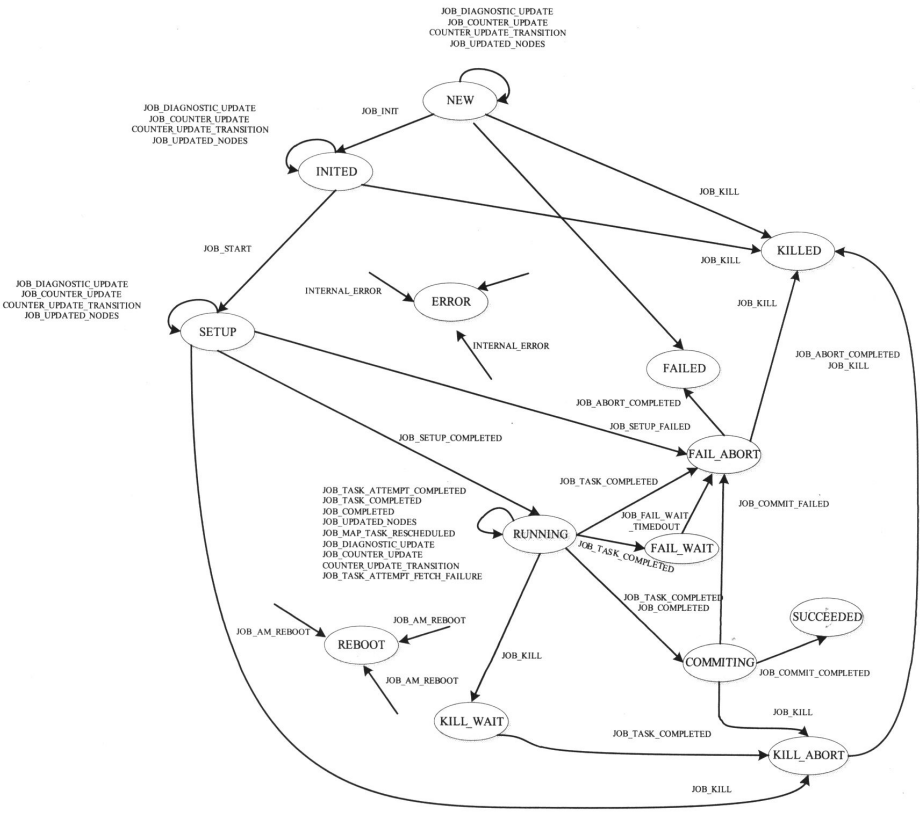 JOB_DIAGNOSTIC_UPDATE
JOB_COUNTER_UPDATE
COUNTER_UPDATE_TRANSITION
JOB_UPDATED_NODES
NEW
JOB_INIT
JOB_DIAGNOSTIC_UPDATE
JOB_COUNTER_UPDATE
COUNTER_UPDATE_TRANSITION
JOB_UPDATED_NODES
INITED
JOB_KILL
KILLED
JOB_START
JOB_KILL
JOB_DIAGNOSTIC_UPDATE
JOB_COUNTER_UPDATE
COUNTER_UPDATE_TRANSITION
JOB_UPDATED_NODES
SETUP
INTERNAL_ERROR
ERROR
INTERNAL_ERROR
JOB_KILL
FAILED
JOB_ABORT_COMPLETED
JOB_KILL
JOB_ABORT_COMPLETED
JOB_SETUP_FAILED
JOB_SETUP_COMPLETED
FAIL_ABORT
JOB_TASK_ATTEMPT_COMPLETED
JOB_TASK_COMPLETED
JOB_COMPLETED
JOB_UPDATED_NODES
JOB_MAP_TASK_RESCHEDULED
JOB_DIAGNOSTIC_UPDATE
JOB_COUNTER_UPDATE
COUNTER_UPDATE_TRANSITION
JOB_TASK_ATTEMPT_FETCH_FAILURE
RUNNING
JOB_TASK_COMPLETED
JOB_FAIL_WAIT
_TIMEDOUT
JOB_COMMIT_FAILED
FAIL_WAIT
JOB_TASK_COMPLETED
JOB_TASK_COMPLETED
JOB_COMPLETED
SUCCEEDED
JOB_AM_REBOOT
JOB_AM_REBOOT
REBOOT
JOB_AM_REBOOT
JOB_KILL
COMMITING
JOB_COMMIT_COMPLETED
KILL_WAIT
JOB_KILL
JOB_TASK_COMPLETED
KILL_ABORT
JOB_KILL